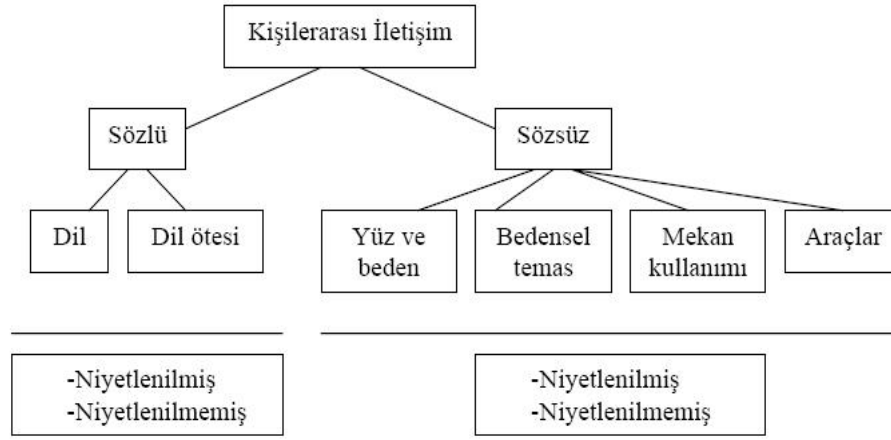 Kişilerarası İletişim
Sözlü
Sözsüz
Dil
Dil ötesi
Yüz ve
beden
Bedensel
temas
Mekan
kullanımı
Araçlar
-Niyetlenilmiş
-Niyetlenilmemiş
-Niyetlenilmiş
-Niyetlenilmemiş